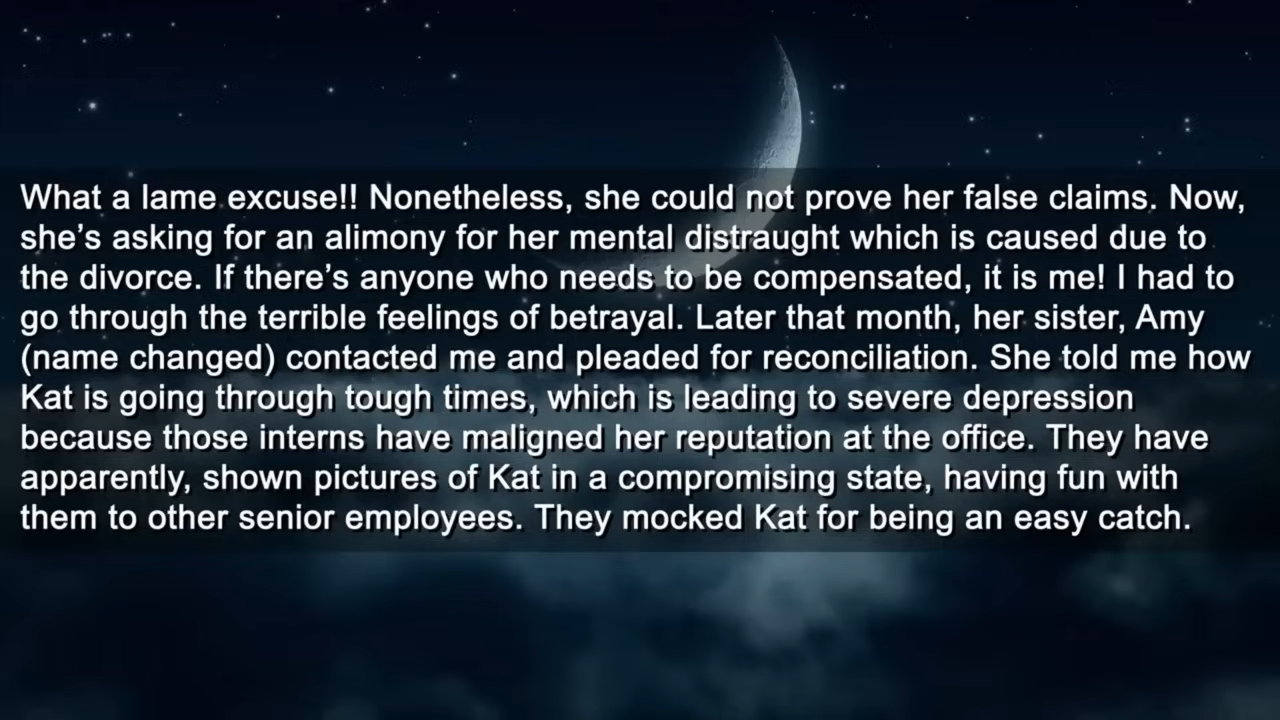 What a lame excuse!! Nonetheless, she could not prove her false claims. Now,
she’s asking for an alimony for her mental distraught which is caused due to
the divorce. If there’s anyone who needs to be compensated, it is me! I had to
go through the terrible feelings of betrayal. Later that month, her sister, Amy
(name changed) contacted me and pleaded for reconciliation. She told me how
Kat is going through tough times, which is leading to severe depression
because those interns have maligned her reputation at the office. They have
apparently, shown pictures of Kat in a compromising state, having fun with
them to other senior employees. They mocked Kat for being an easy catch.